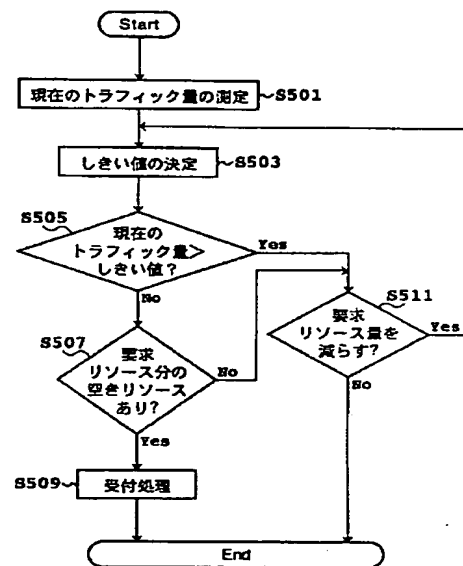 Start
現在のトラフィック量の測定
S501
しきい値の決定
S503
S505
現在の
トラフィック量>
しきい値?
Yes
No
S511
要求
リソース量を
減らす?
Yes
No
S507
要求
リソース分の
空きリソース
あり?
No
Yes
S509
受付処理
End